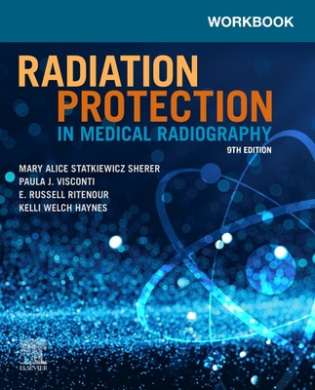 WORKBOOK
RADIATION
PROTECTION
IN MEDICAL RADIOGRAPHY
9TH EDITION
MARY ALICE STATKIEWICZ SHERER
PAULA J. VISCONTI
E. RUSSELL RITENOUR
KELLI WELCH HAYNES
ELSEVIER